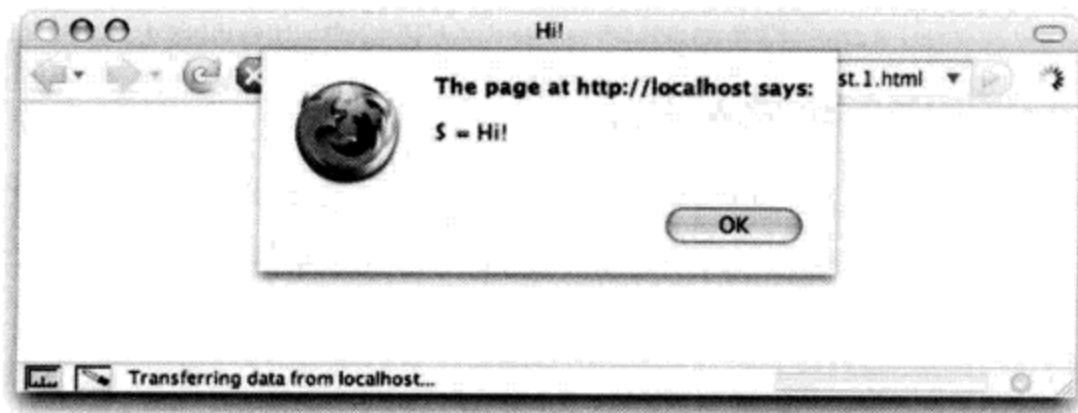 Hi!
st.1.html
The page at http://localhost says:
$ = Hi!
OK
Transferring data from localhost...